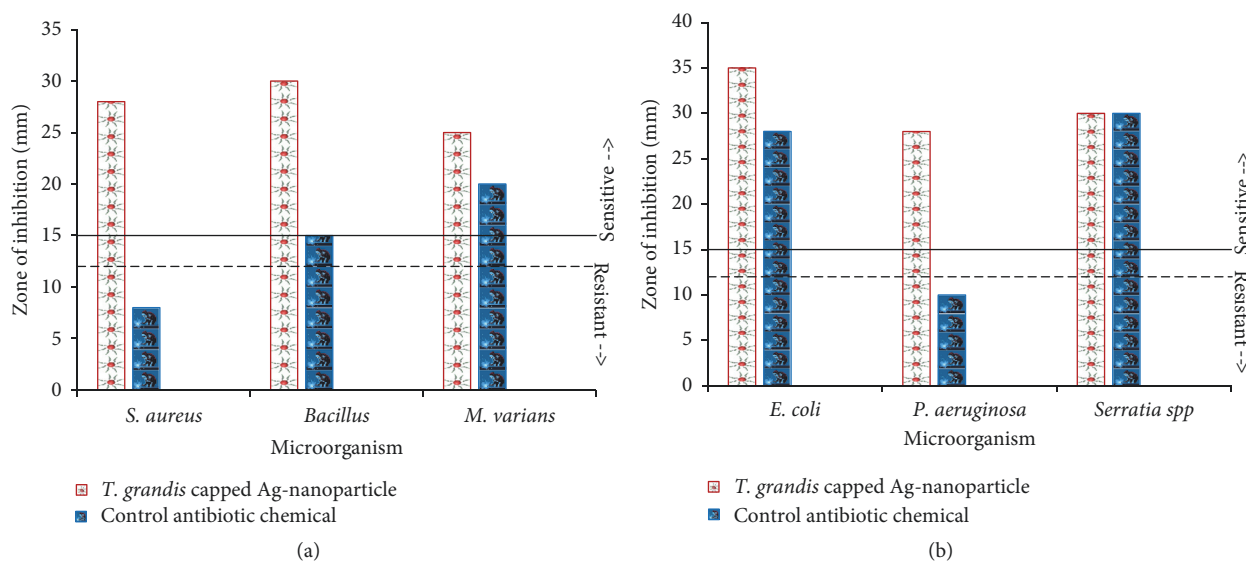 35
30
25
20
15
10
5
0
Zone of inhibition (mm)
Sensitive -->
Resistant -->
S. aureus
Bacillus
M. varians
Microorganism
T. grandis capped Ag-nanoparticle
Control antibiotic chemical
(a)
40
35
30
25
20
15
10
5
0
Zone of inhibition (mm)
Sensitive -->
Resistant -->
E. coli
P. aeruginosa
Serratia spp
Microorganism
T. grandis capped Ag-nanoparticle
Control antibiotic chemical
(b)